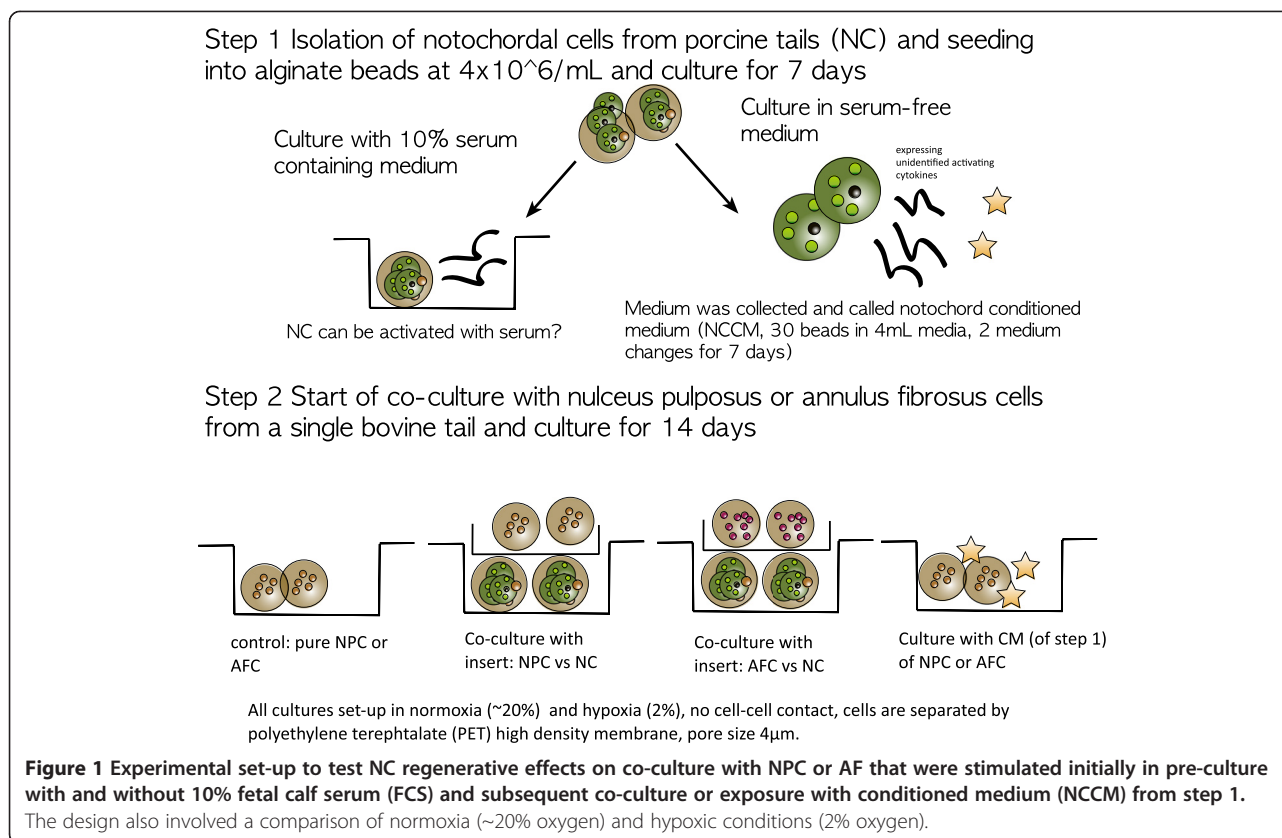 Step 1 Isolation of notochordal cells from porcine tails (NC) and seeding
into alginate beads at 4x10^6/mL and culture for 7 days
Culture with 10% serum
containing medium
Culture in serum-free
medium
expressing
unidentified activating
cytokines
NC can be activated with serum?
Medium was collected and called notochord conditioned
medium (NCCM, 30 beads in 4mL media, 2 medium
changes for 7 days)
Step 2 Start of co-culture with nulceus pulposus or annulus fibrosus cells
from a single bovine tail and culture for 14 days
control: pure NPC or
AFC
Co-culture with
insert: NPC vs NC
Co-culture with
insert: AFC vs NC
Culture with CM (of step 1)
of NPC or AFC
All cultures set-up in normoxia (~20%) and hypoxia (2%), no cell-cell contact, cells are separated by
polyethylene terephtalate (PET) high density membrane, pore size 4µm.
Figure 1 Experimental set-up to test NC regenerative effects on co-culture with NPC or AF that were stimulated initially in pre-culture
with and without 10% fetal calf serum (FCS) and subsequent co-culture or exposure with conditioned medium (NCCM) from step 1.
The design also involved a comparison of normoxia (~20% oxygen) and hypoxic conditions (2% oxygen).